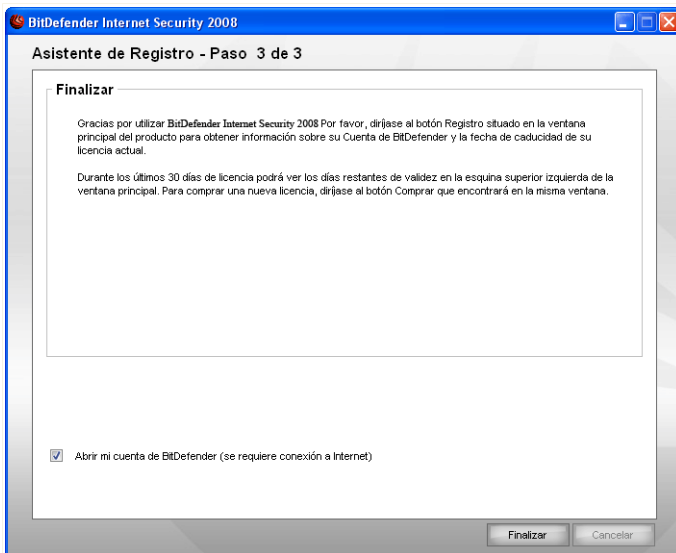 BitDefender Internet Security 2008
Asistente de Registro - Paso 3 de 3
Finalizar
Gracias por utilizar BitDefender Internet Security 2008 Por favor, diríjase al botón Registro situado en la ventana
principal del producto para obtener información sobre su Cuenta de BitDefender y la fecha de caducidad de su
licencia actual.
Durante los últimos 30 días de licencia podrá ver los días restantes de validez en la esquina superior izquierda de la
ventana principal. Para comprar una nueva licencia, diríjase al botón Comprar que encontrará en la misma ventana.
Abrir mi cuenta de BitDefender (se requiere conexión a Internet)
Finalizar
Cancelar